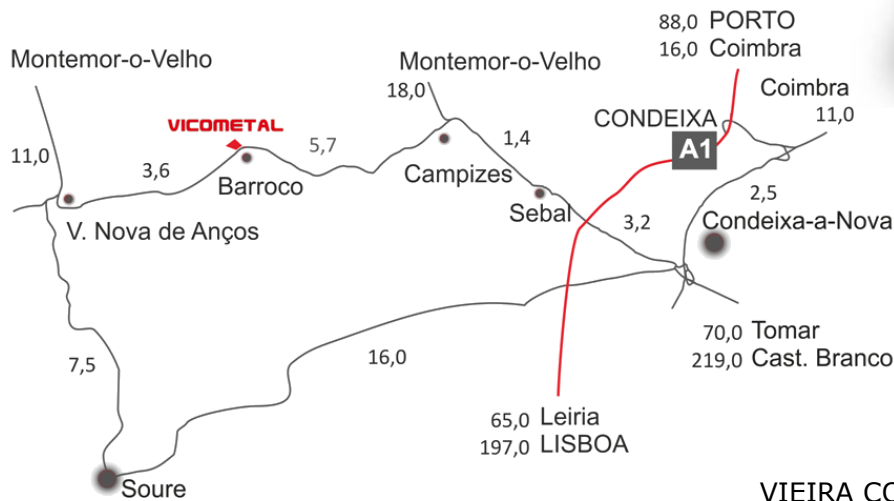 88,0 PORTO
16,0 Coimbra
Montemor-o-Velho
Montemor-o-Velho
18,0
Coimbra
11,0
CONDEIXA
A1
VICOMETAL
5,7
1,4
11,0
3,6
Barroco
Campizes
2,5
Sebal
3,2
Condeixa-a-Nova
V. Nova de Anços
70,0 Tomar
219,0 Cast. Branco
7,5
16,0
65,0 Leiria
197,0 LISBOA
Soure
VIEIRA CO